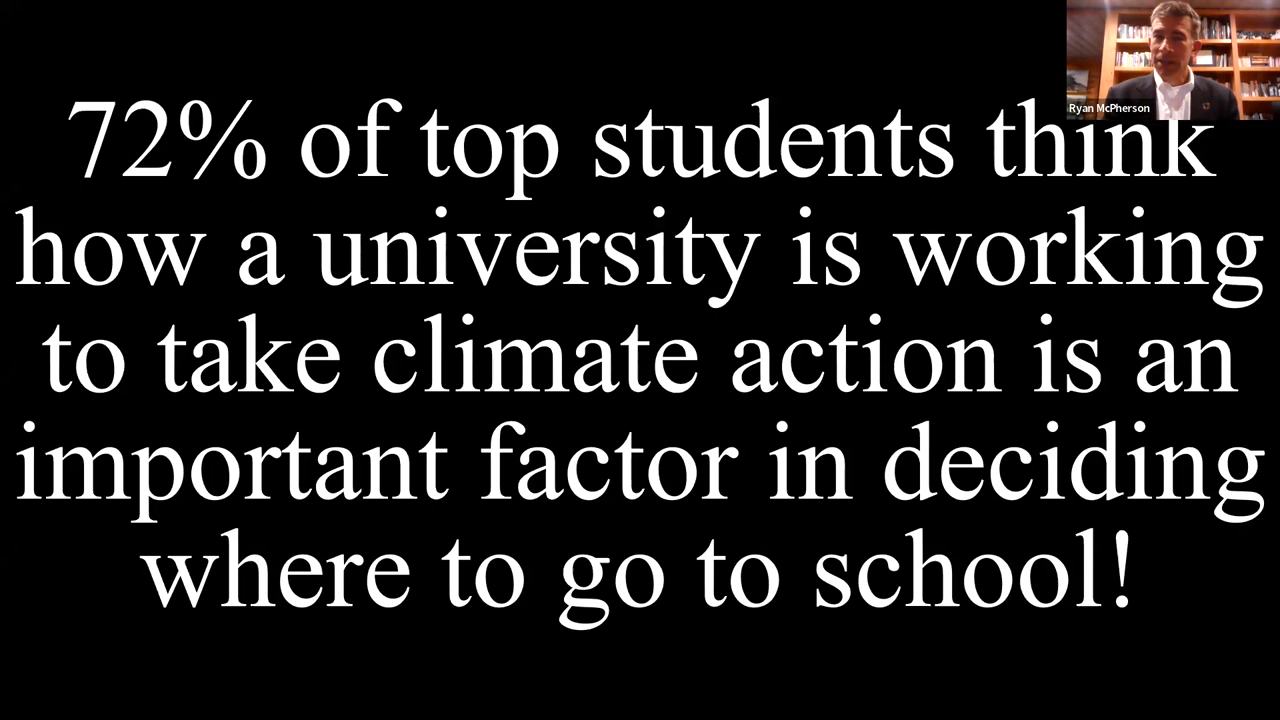 Ryan McPherson
72% of top students think
how a university is working
to take climate action is an
important factor in deciding
where to go to school!